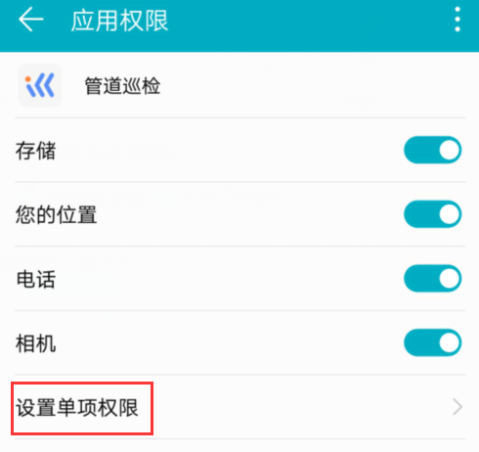 应用权限
管道巡检
存储
您的位置
电话
相机
设置单项权限